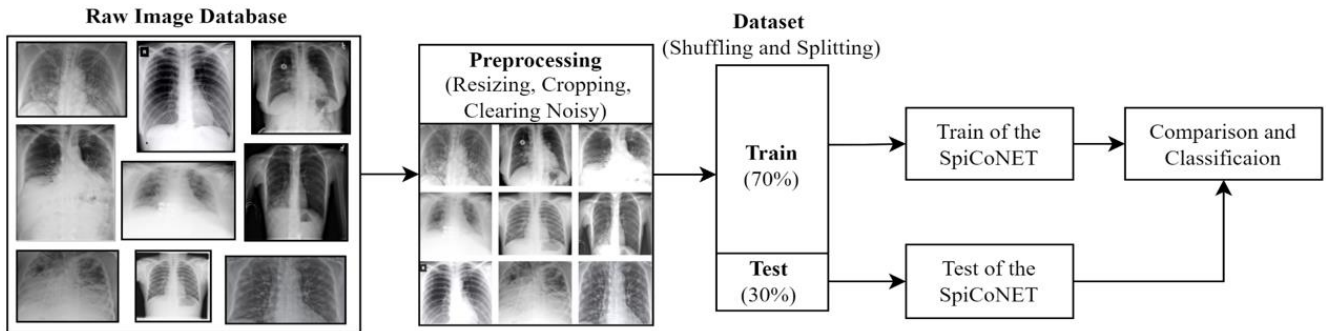 Raw Image Database
Preprocessing
(Resizing, Cropping,
Clearing Noisy)
Dataset
(Shuffling and Splitting)
Train
(70%)
Test
(30%)
Train of the
SpiCoNET
Test of the
SpiCoNET
Comparison and
Classificaion